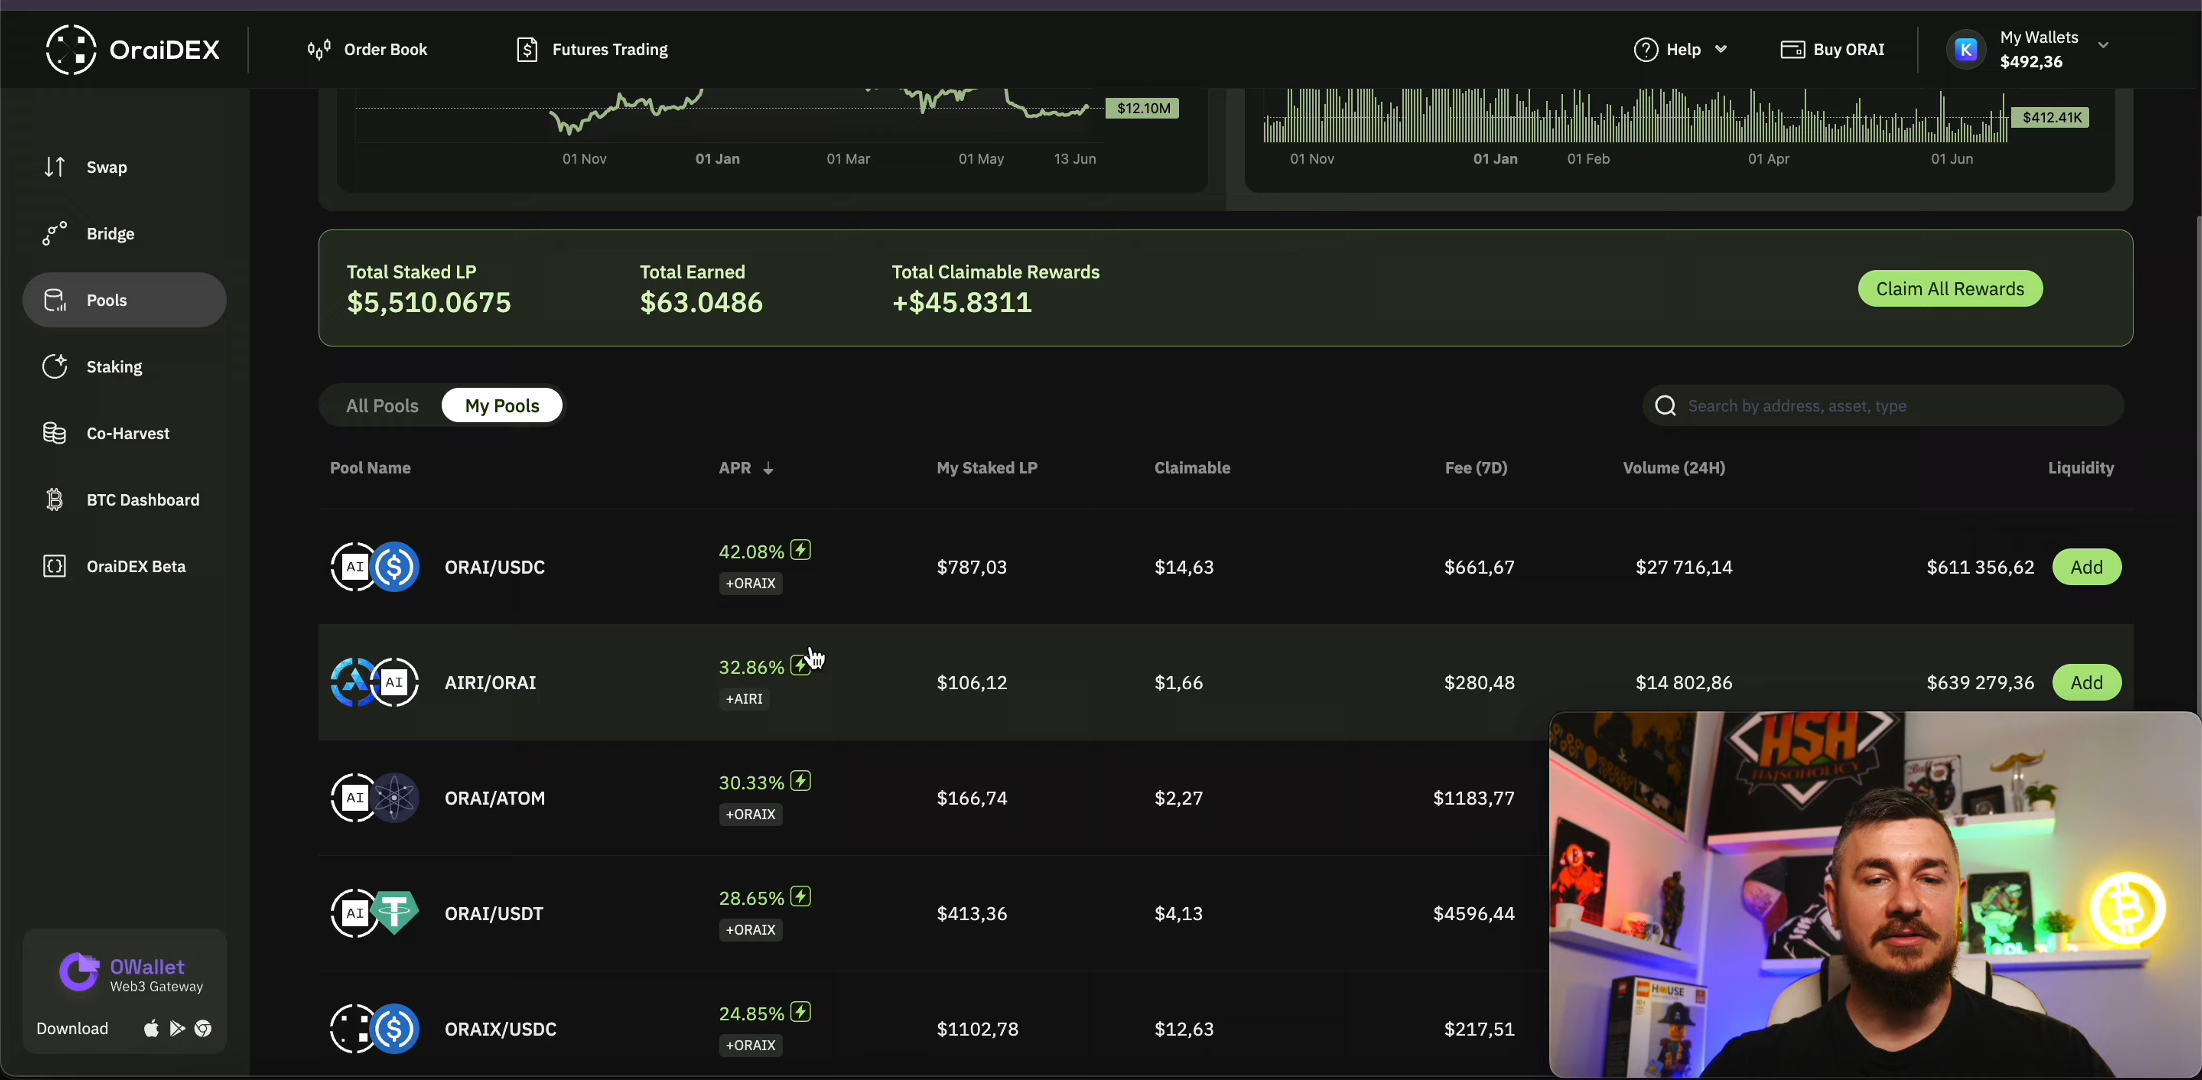 OraiDEX
Order Book
Futures Trading
Help
Buy ORAI
K
My Wallets
$492,36
$12.10M
01 Nov
01 Jan
01 Mar
01 May
13 Jun
$412.41K
01 Nov
01 Jan
01 Feb
01 Apr
01 Jun
Swap
Bridge
Pools
Staking
Co-Harvest
BTC Dashboard
OraiDEX Beta
Total Staked LP
$5,510.0675
Total Earned
$63.0486
Total Claimable Rewards
+$45.8311
Claim All Rewards
All Pools
My Pools
Search by address, asset, type
Pool Name
APR
My Staked LP
Claimable
Fee (7D)
Volume (24H)
Liquidity
AI
ORAI/USDC
42.08%
+ORAIX
$787,03
$14,63
$661,67
$27 716,14
$611 356,62
Add
AI
AIRI/ORAI
32.86%
+AIRI
$106,12
$1,66
$280,48
$14 802,86
$639 279,36
Add
AI
ORAI/ATOM
30.33%
+ORAIX
$166,74
$2,27
$1183,77
AI
ORAI/USDT
28.65%
+ORAIX
$413,36
$4,13
$4596,44
ORAIX/USDC
24.85%
+ORAIX
$1102,78
$12,63
$217,51
OWallet
Web3 Gateway
Download
HSH
HAJSOHOLICY
HOUSE